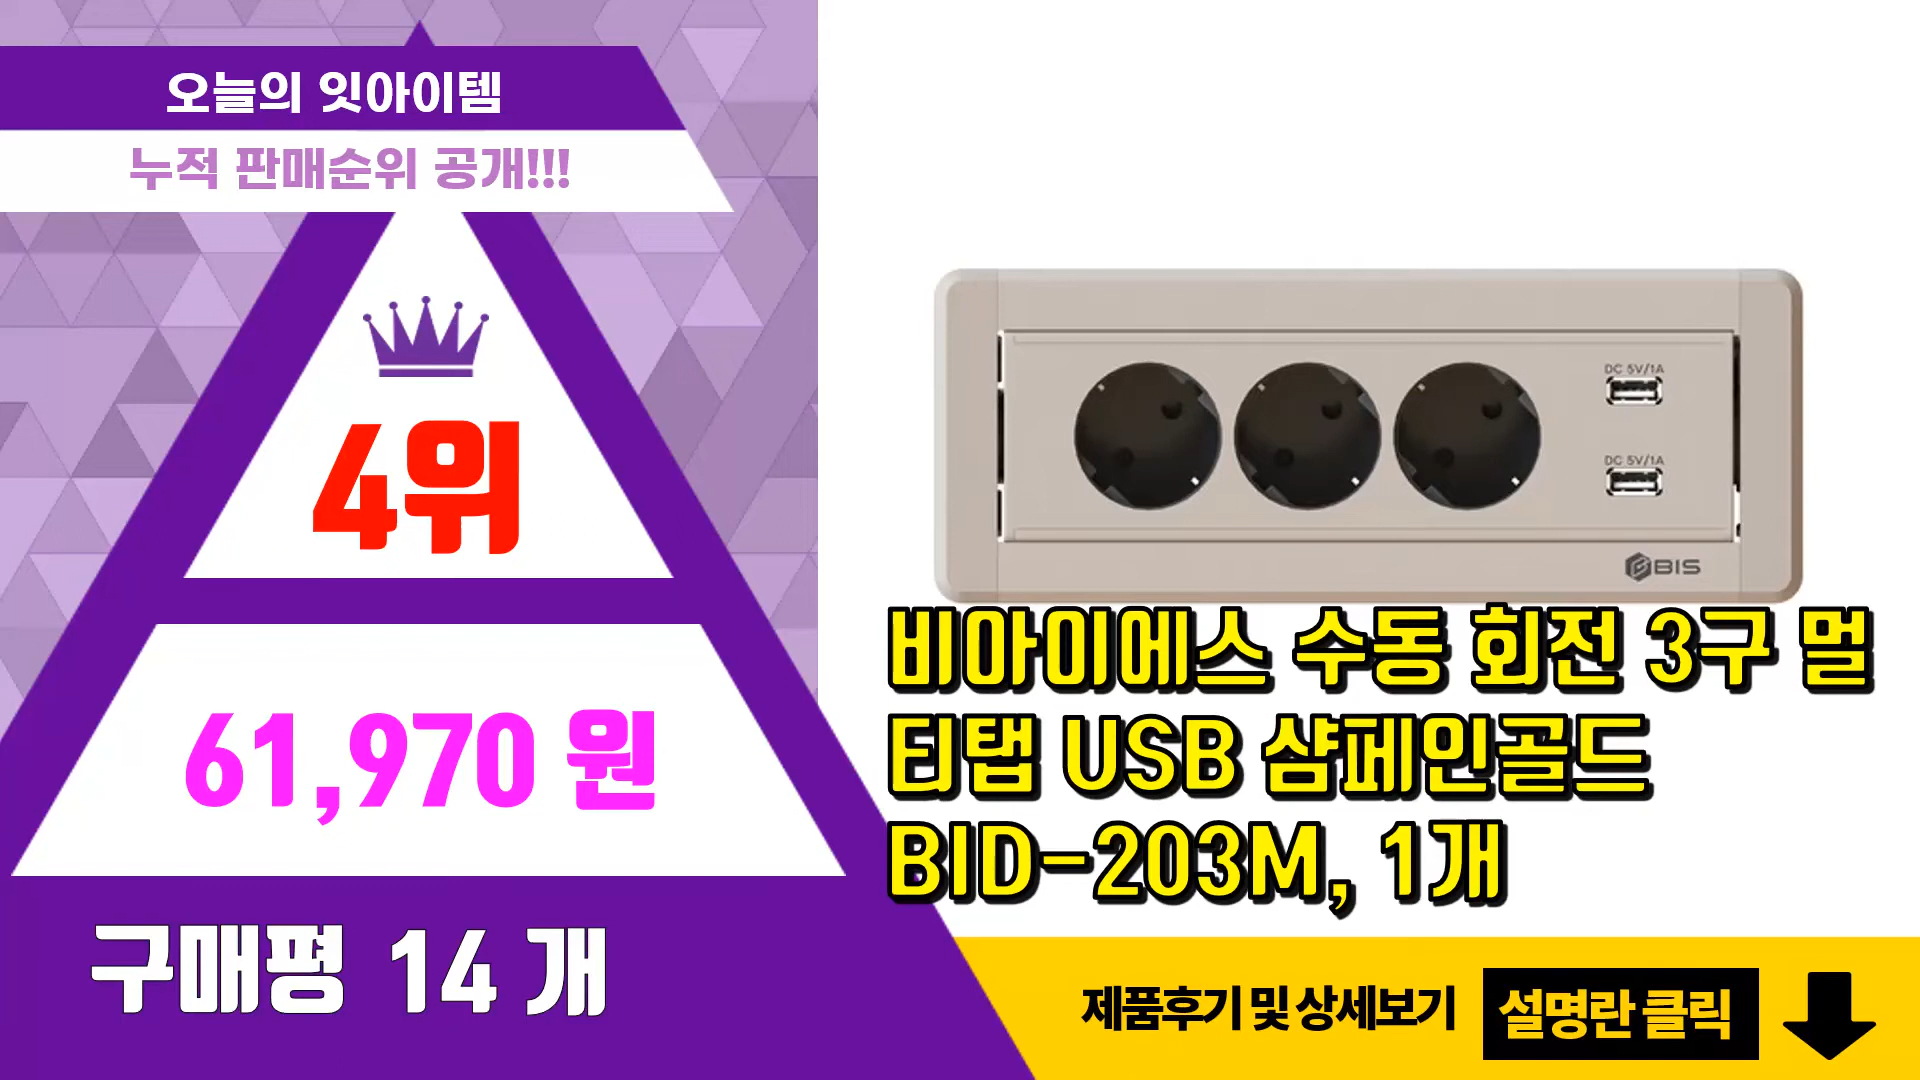 오늘의 잇아이템
누적 판매순위 공개!!!
4위
61,970 원
구매평 14 개
DC 5V/1A
DC 5V/1A
BIS
비아이에스 수동 회전 3구 멀
티탭 USB 샴페인골드
BID-203M, 1개
제품후기 및 상세보기
설명란 클릭